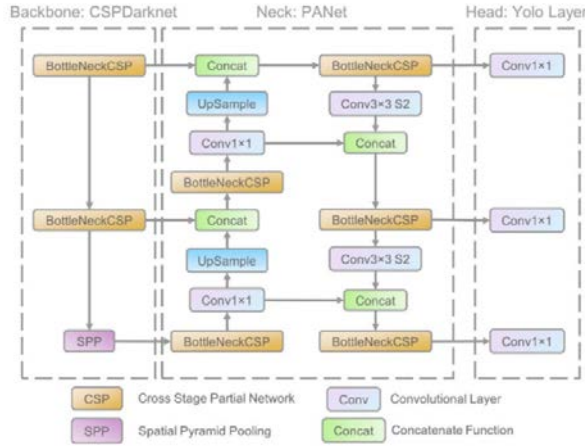 Backbone: CSPDarknet
Neck: PANet
Head: Yolo Layer
BottleNeckCSP
Concat
BottleNeckCSP
Conv1×1
UpSample
Conv3×3 S2
Conv1×1
Concat
BottleNeckCSP
BottleNeckCSP
Concat
BottleNeckCSP
Conv1×1
UpSample
Conv3×3 S2
Conv1×1
Concat
SPP
BottleNeckCSP
BottleNeckCSP
Conv1×1
CSP
Cross Stage Partial Network
Conv
Convolutional Layer
SPP
Spatial Pyramid Pooling
Concat
Concatenate Function